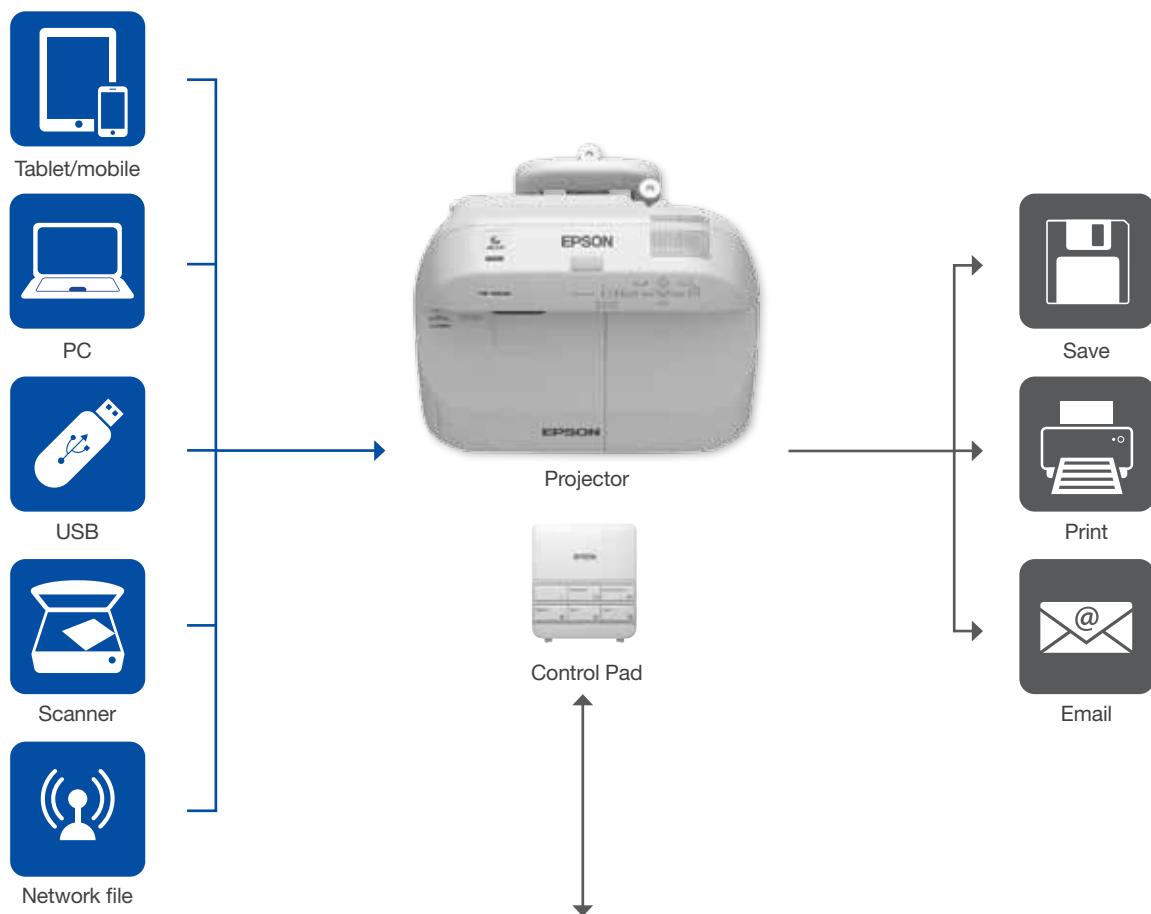 Tablet/mobile
PC
USB
Scanner
Network file
EPSON
EPSON
Projector
EPSON
Control Pad
Save
Print
@
Email